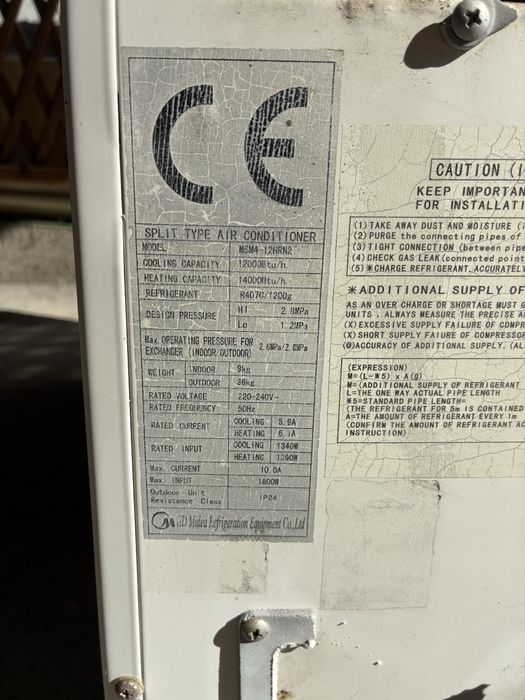 CE
SPLIT TYPE AIR CONDITIONER
MODEL MSM4-12HRN2
COOLING CAPACITY 12000Btu/h.
HEATING CAPACITY 14000Btu/h.
REFRIGERANT R407C/1200g
DESIGN PRESSURE HI 2.8MPa
Lo 1.2MPa
Max. OPERATING PRESSURE FOR EXCHANGER (INDOOR/OUTDOOR) 2.6MPa/2.6MPa
WEIGHT INDOOR 9kg
OUTDOOR 36kg
RATED VOLTAGE 220-240V~
RATED FREQUENCY 50Hz
RATED CURRENT COOLING 5.9A
HEATING 6.1A
RATED INPUT COOLING 1340W
HEATING 1390W
Max. CURRENT 10.0A
Max. INPUT 1800W
Outdoor Unit Resistance Class IP24
GD Midea Refrigeration Equipment Co., Ltd
CAUTION (I
KEEP IMPORTAN
FOR INSTALLATI
(1) TAKE AWAY DUST AND MOISTURE (i
(2) PURGE the connecting pipes of
(3) TIGHT CONNECTION (between pipe
(4) CHECK GAS LEAK (connected point
(5) ※CHARGE REFRIGERANT, ACCURATEL
※ADDITIONAL SUPPLY OF
AS AN OVER CHARGE OR SHORTAGE MUST G
UNITS , ALWAYS MEASURE THE PRECISE A
(X) EXCESSIVE SUPPLY FAILURE OF COMPR
(X) SHORT SUPPLY FAILURE OF COMPRESSOR
(O) ACCURACY OF ADDITIONAL SUPPLY. (AL
(EXPRESSION)
M=(L-※5) x A(g)
M=(ADDITIONAL SUPPLY OF REFRIGERANT
L=THE ONE WAY ACTUAL PIPE LENGTH
※5=STANDARD PIPE LENGTH=
(THE REFRIGERANT FOR 5m IS CONTAINED
A=THE AMOUNT OF REFRIGERANT EVERY 1m
(CONFIRM THE AMOUNT OF REFRIGERANT AC
INSTRUCTION)